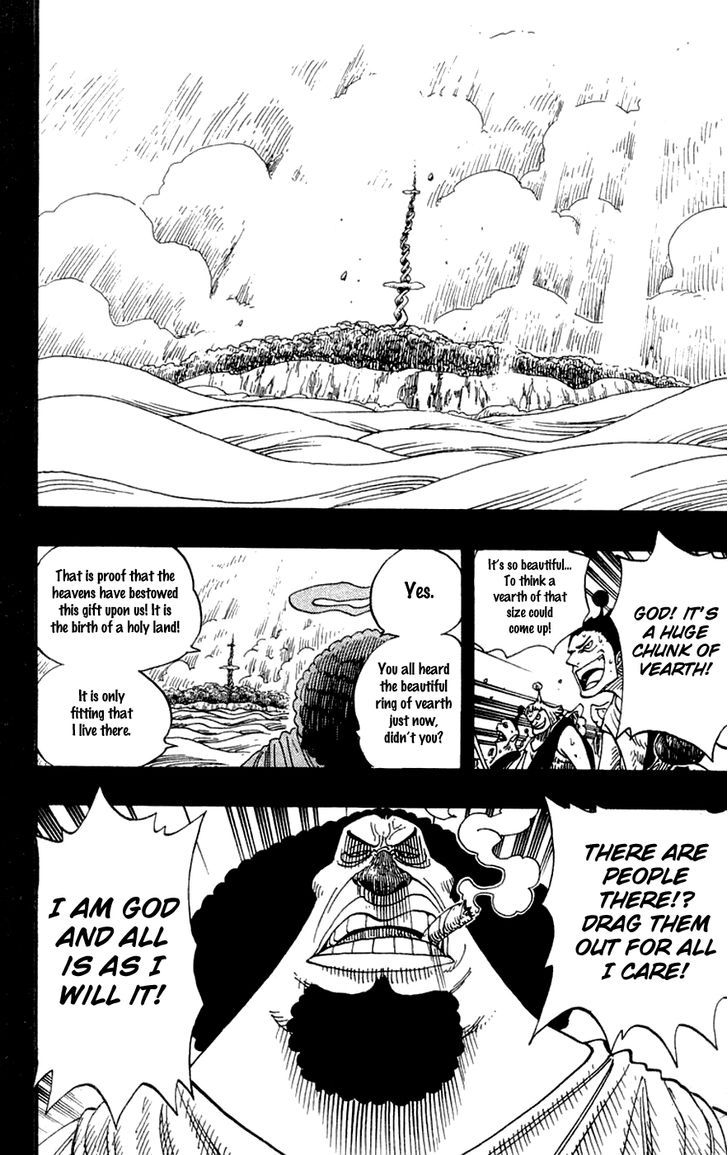 GOD! IT'S
A HUGE
CHUNK OF
VEARTH!
It's so beautiful...
To think a
vearth of that
size could
come up!
Yes.
You all heard
the beautiful
ring of vearth
just now,
didn't you?
That is proof that the
heavens have bestowed
this gift upon us! It is
the birth of a holy land!
It is only
fitting that
I live there.
THERE ARE
PEOPLE
THERE!?
DRAG THEM
OUT FOR ALL
I CARE!
I AM GOD
AND ALL
IS AS I
WILL IT!